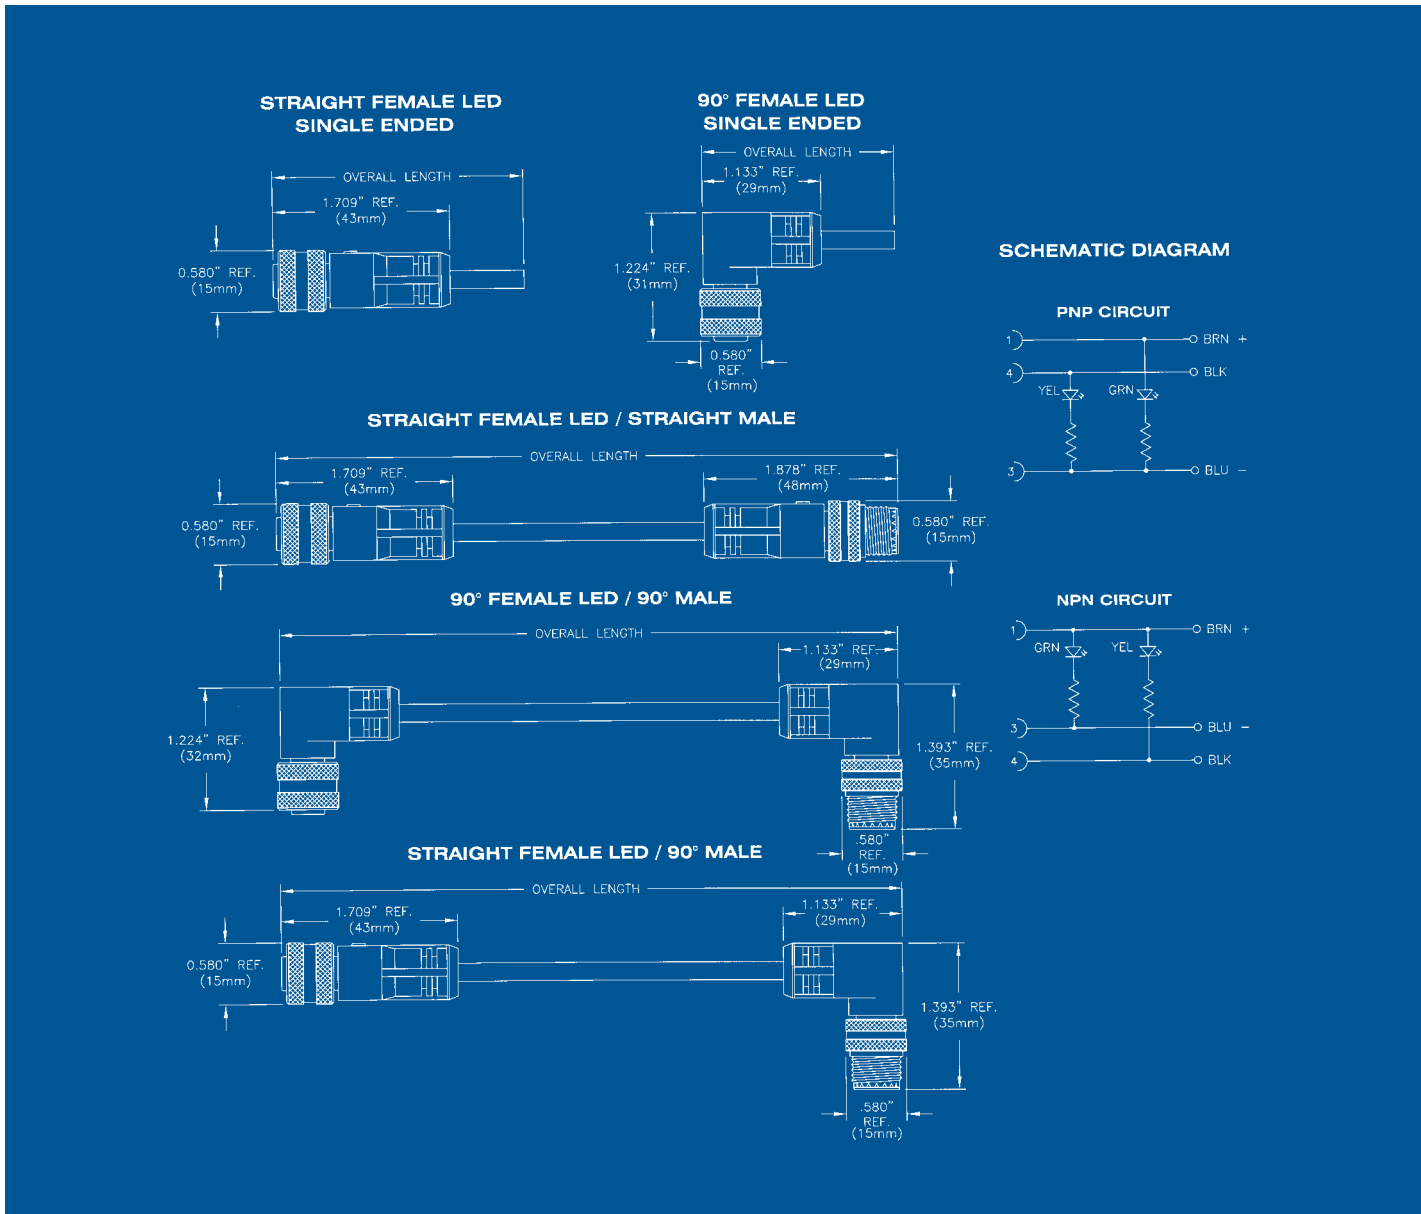 STRAIGHT FEMALE LED
SINGLE ENDED
OVERALL LENGTH
1.709" REF.
(43mm)
0.580" REF.
(15mm)
90° FEMALE LED
SINGLE ENDED
OVERALL LENGTH
1.133" REF.
(29mm)
1.224" REF.
(31mm)
0.580"
REF.
(15mm)
SCHEMATIC DIAGRAM
PNP CIRCUIT
1 BRN +
4 BLK
YEL GRN
3 BLU -
STRAIGHT FEMALE LED / STRAIGHT MALE
OVERALL LENGTH
1.709" REF.
(43mm)
1.878" REF.
(48mm)
0.580" REF.
(15mm)
0.580" REF.
(15mm)
90° FEMALE LED / 90° MALE
OVERALL LENGTH
1.133" REF.
(29mm)
1.224" REF.
(32mm)
1.393" REF.
(35mm)
.580"
REF.
(15mm)
NPN CIRCUIT
1 BRN +
GRN YEL
3 BLU -
4 BLK
STRAIGHT FEMALE LED / 90° MALE
OVERALL LENGTH
1.709" REF.
(43mm)
1.133" REF.
(29mm)
0.580" REF.
(15mm)
1.393" REF.
(35mm)
.580"
REF.
(15mm)